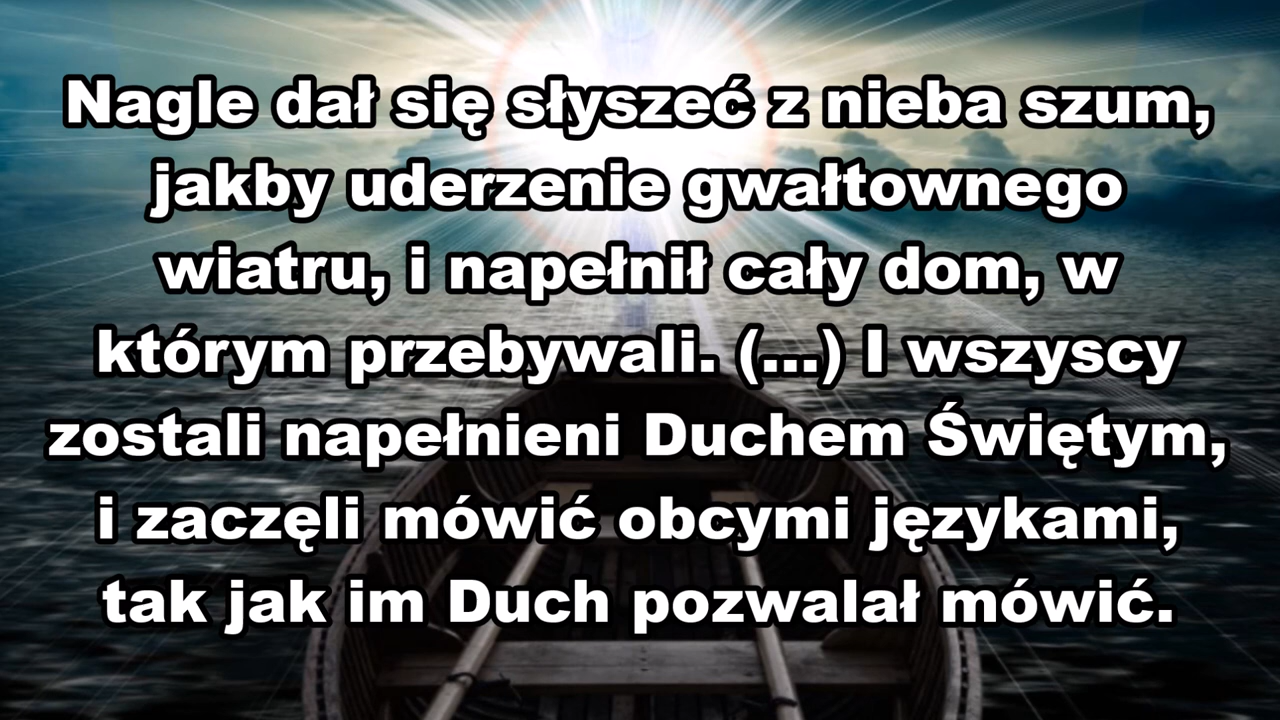 Nagle dał się słyszeć z nieba szum,
jakby uderzenie gwałtownego
wiatru, i napełnił cały dom, w
którym przebywali. (...) I wszyscy
zostali napełnieni Duchem Świętym,
i zaczęli mówić obcymi językami,
tak jak im Duch pozwalał mówić.